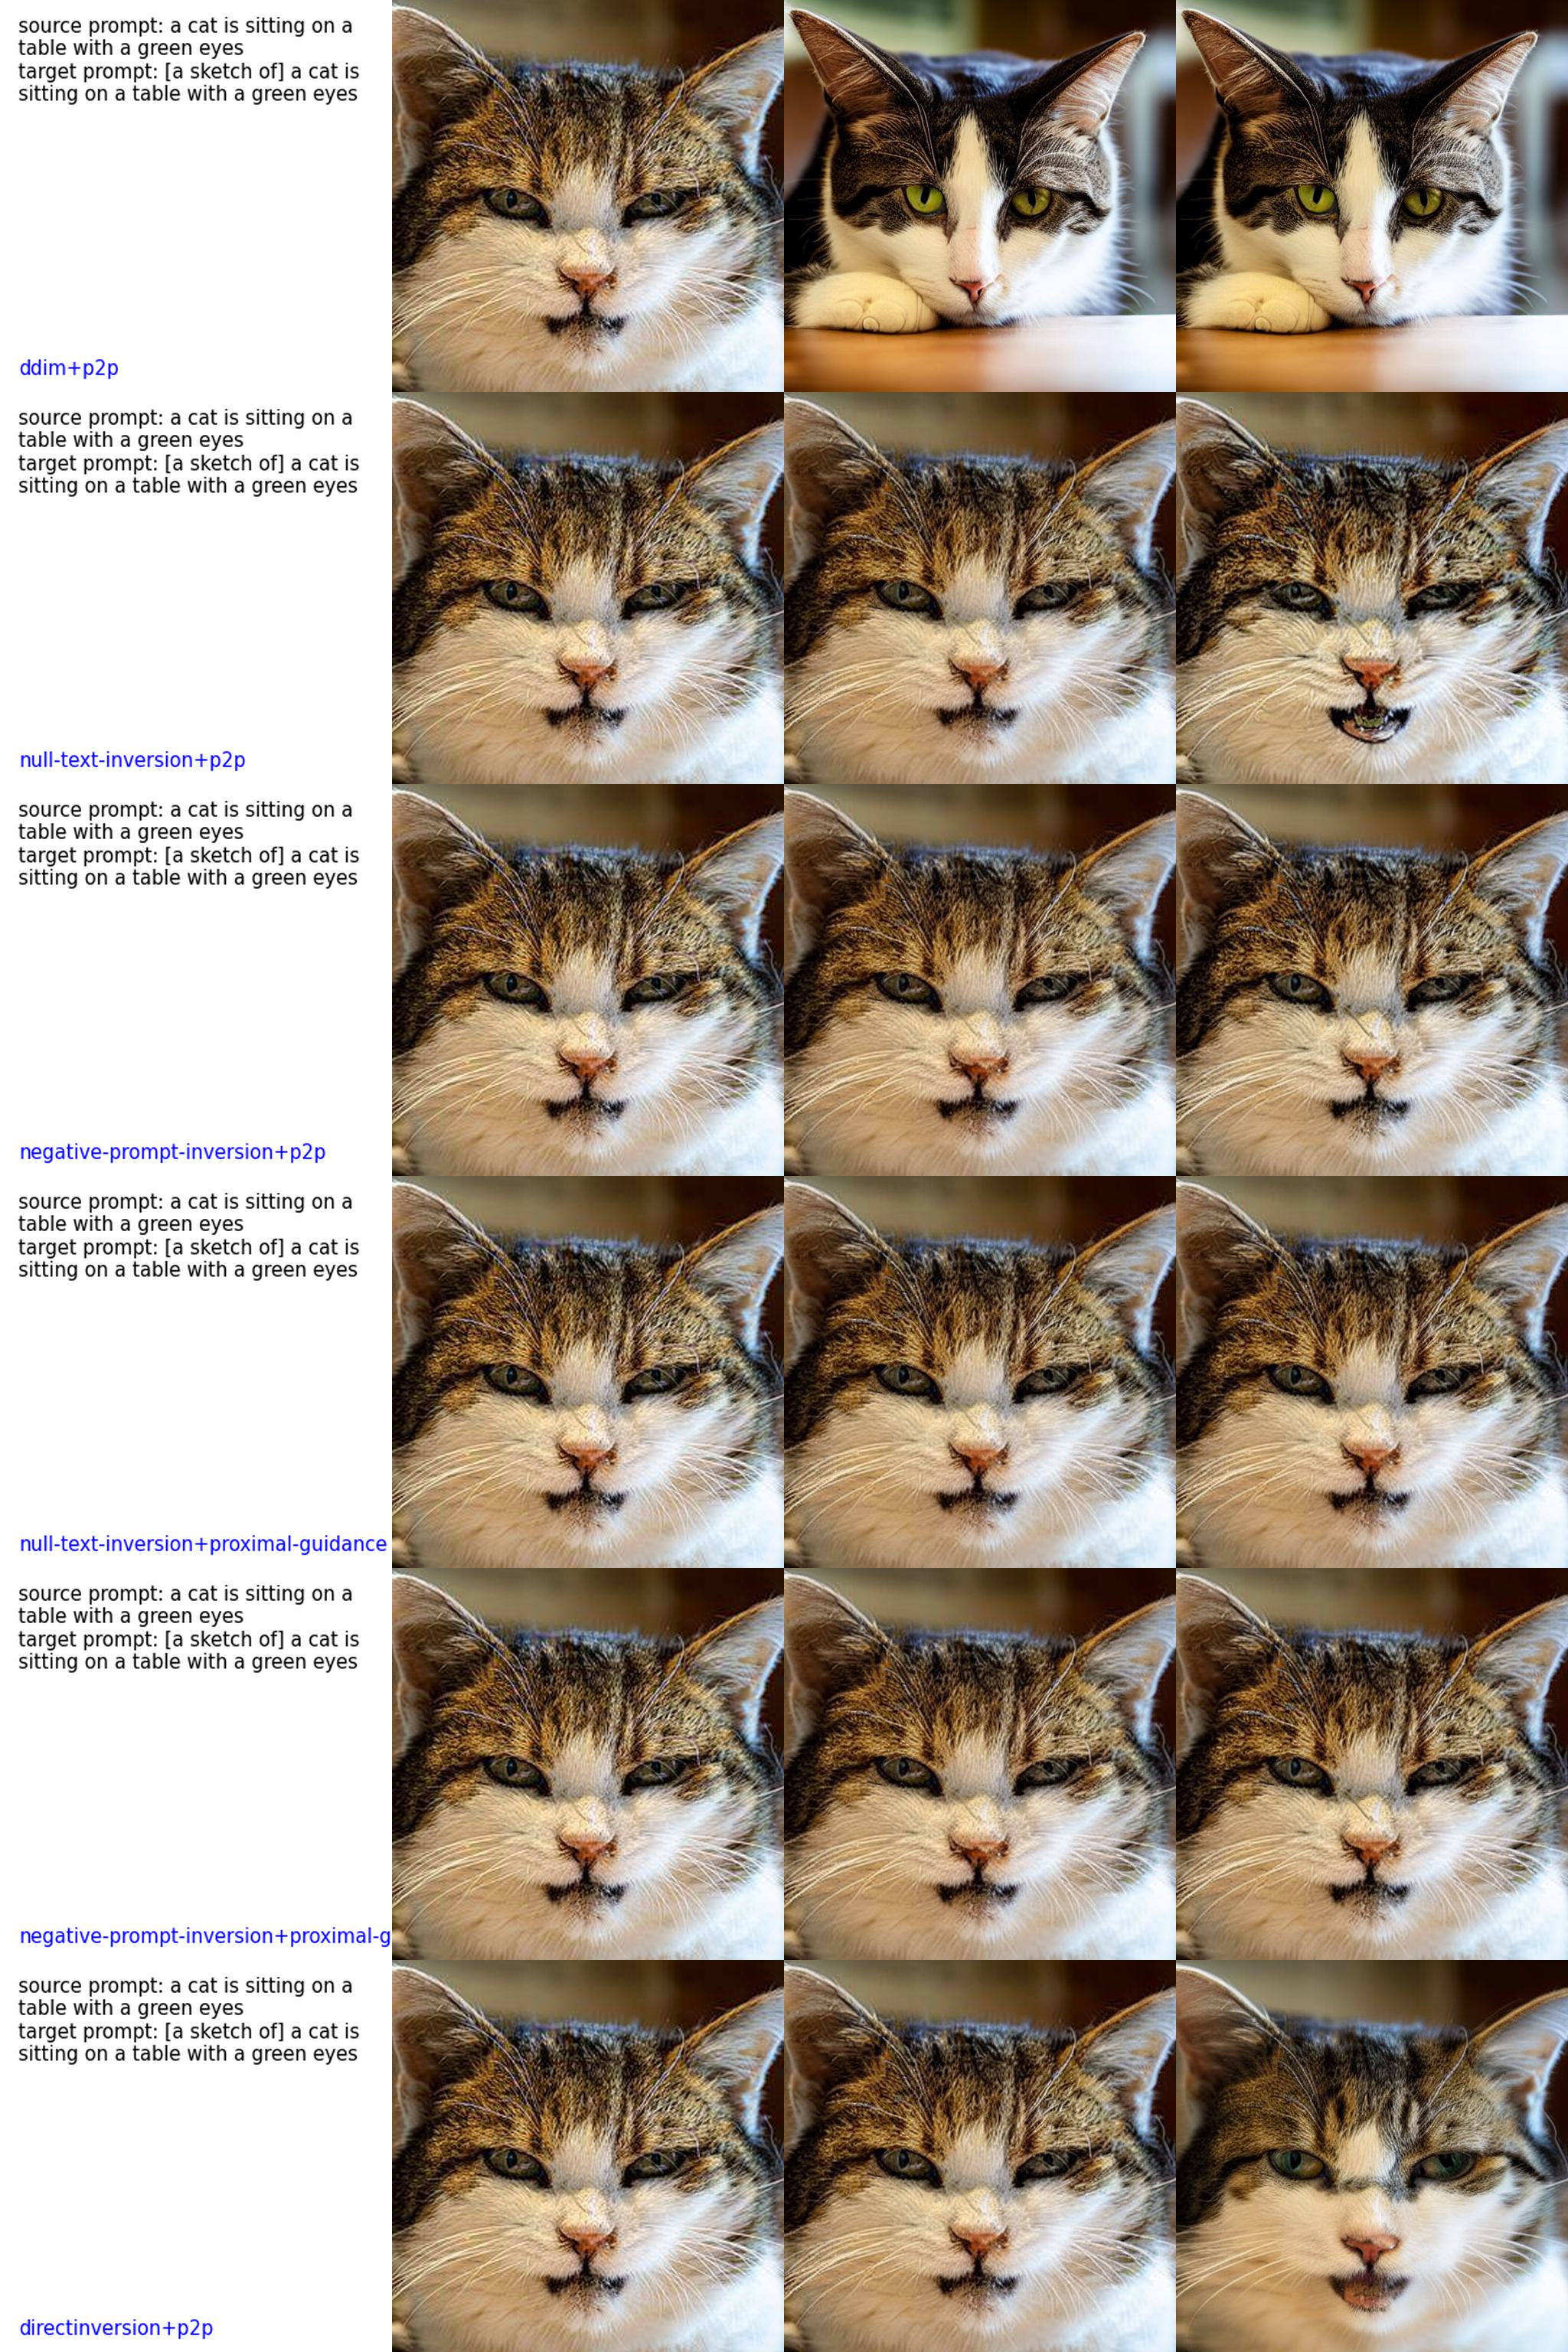 source prompt: a cat is sitting on a
table with a green eyes
target prompt: [a sketch of] a cat is
sitting on a table with a green eyes
ddim+p2p
source prompt: a cat is sitting on a
table with a green eyes
target prompt: [a sketch of] a cat is
sitting on a table with a green eyes
null-text-inversion+p2p
source prompt: a cat is sitting on a
table with a green eyes
target prompt: [a sketch of] a cat is
sitting on a table with a green eyes
negative-prompt-inversion+p2p
source prompt: a cat is sitting on a
table with a green eyes
target prompt: [a sketch of] a cat is
sitting on a table with a green eyes
null-text-inversion+proximal-guidance
source prompt: a cat is sitting on a
table with a green eyes
target prompt: [a sketch of] a cat is
sitting on a table with a green eyes
negative-prompt-inversion+proximal-g
source prompt: a cat is sitting on a
table with a green eyes
target prompt: [a sketch of] a cat is
sitting on a table with a green eyes
directinversion+p2p